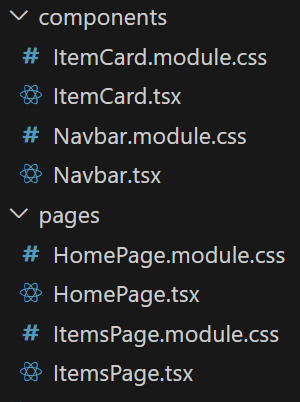 components
# ItemCard.module.css
ItemCard.tsx
# Navbar.module.css
Navbar.tsx
pages
# HomePage.module.css
HomePage.tsx
# ItemsPage.module.css
ItemsPage.tsx